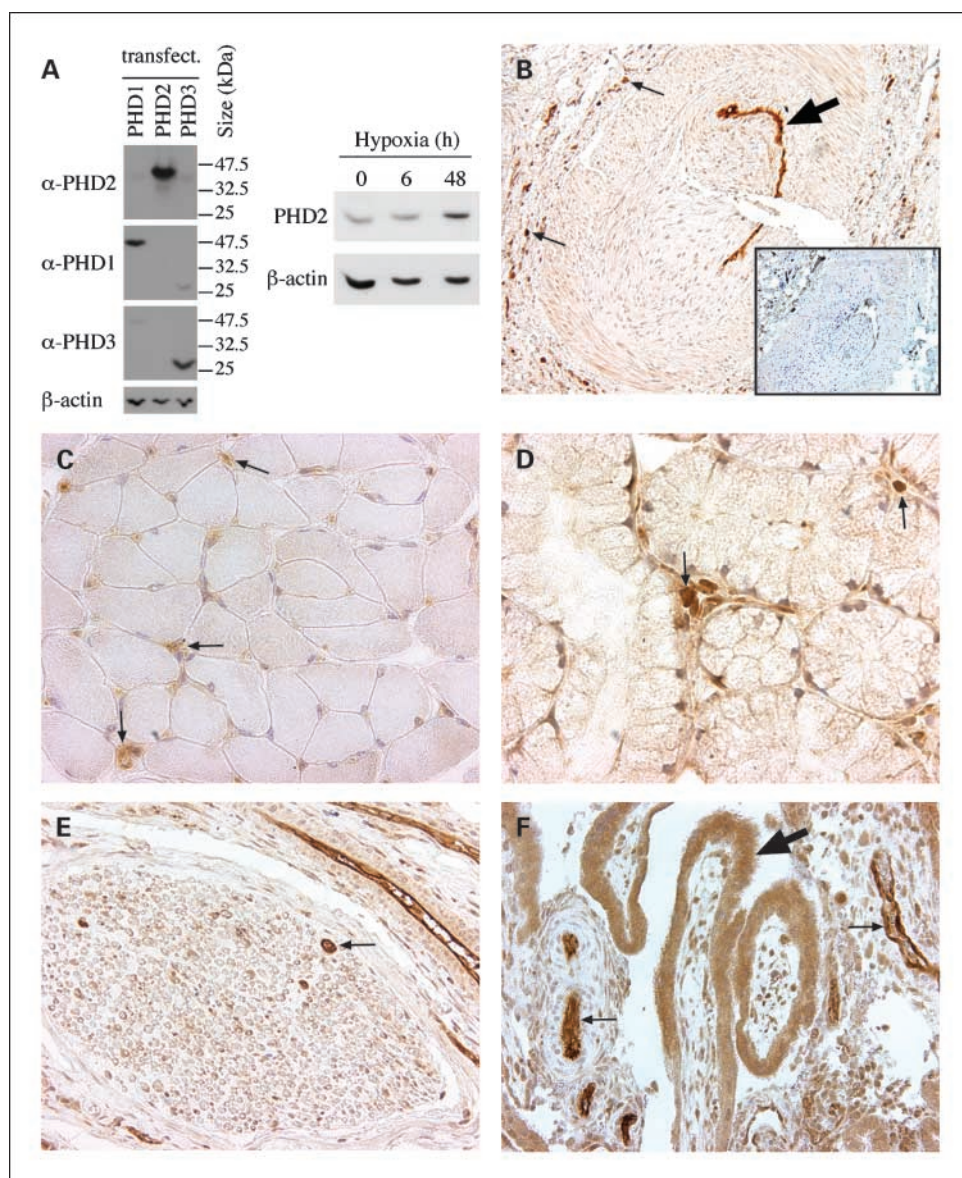 A
transfect.
PHD1
PHD2
PHD3
Size (kDa)
α-PHD2
47.5
32.5
25
α-PHD1
47.5
32.5
25
α-PHD3
47.5
32.5
25
β-actin
Hypoxia (h)
0 6 48
PHD2
β-actin
B
C
D
E
F